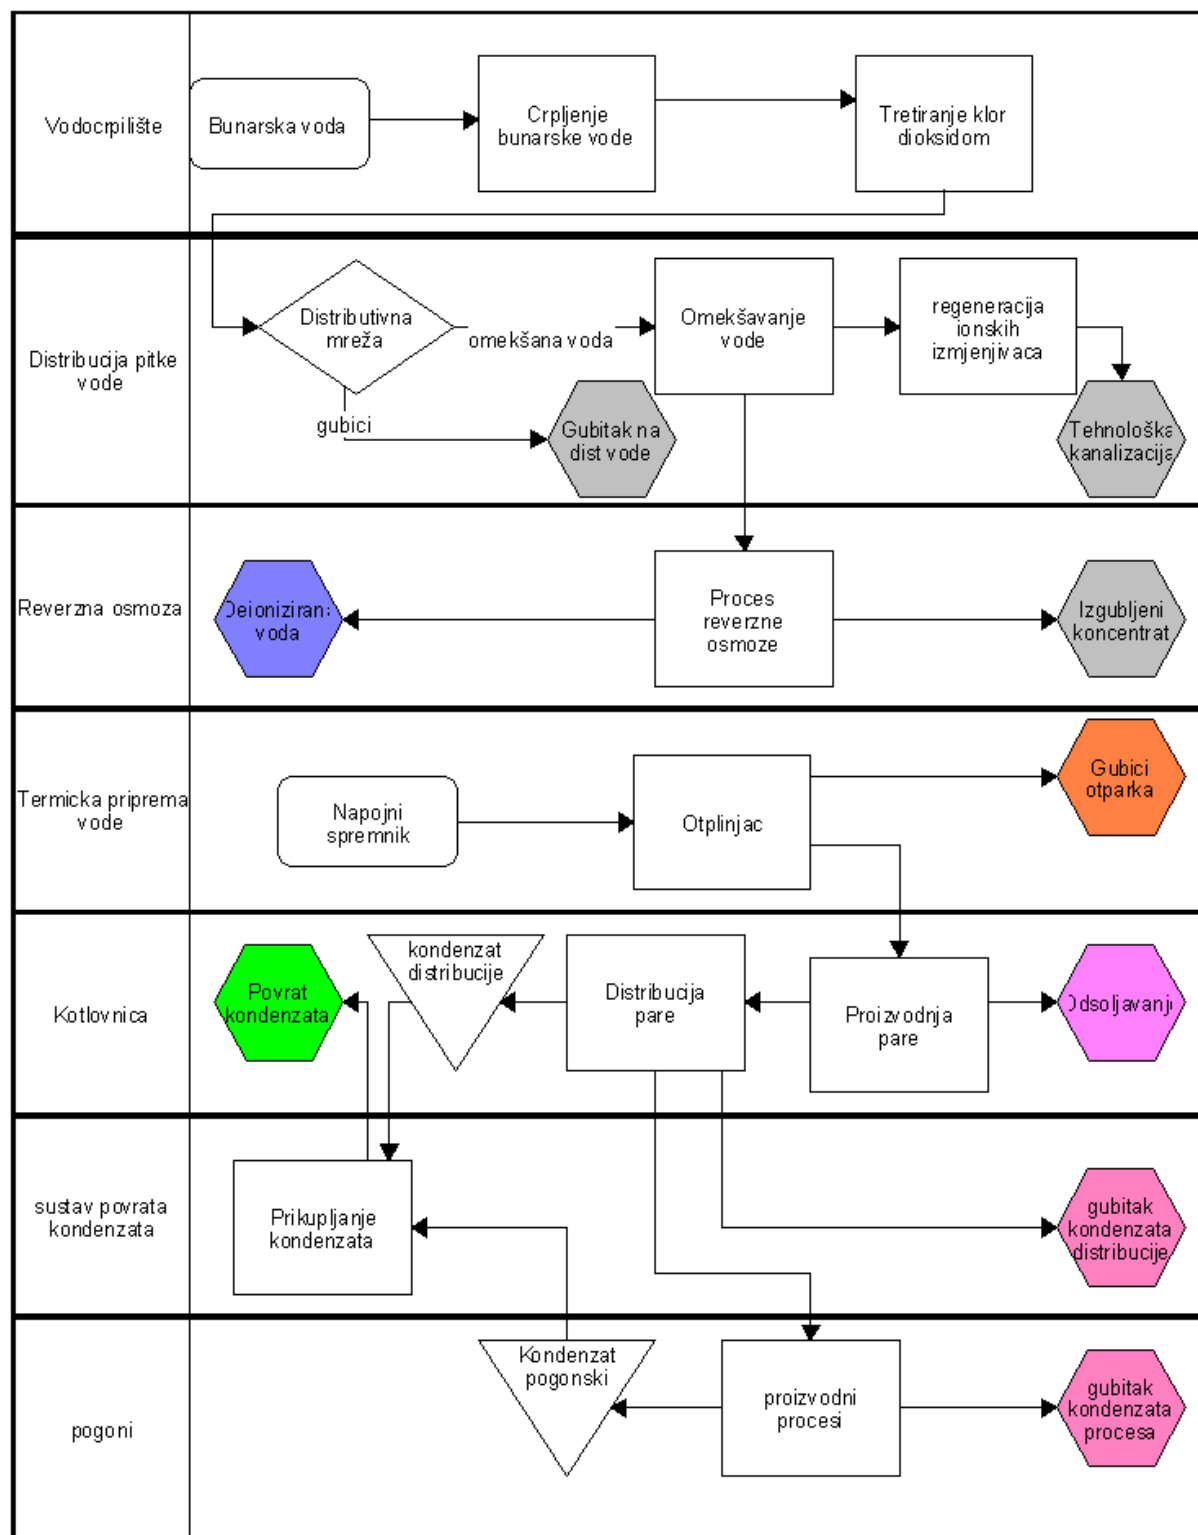 Vodocrpilište
Bunarska voda
Crpljenje
bunarske vode
Tretiranje klor
dioksidom
Distribucija pitke
vode
Distributivna
mreža
omekšana voda
gubici
Omekšavanje
vode
regeneracija
ionskih
izmjenjivaca
Gubitak na
dist vode
Tehnološka
kanalizacija
Reverzna osmoza
Deionizirana
voda
Proces
reverzne
osmoze
Izgubljeni
koncentrat
Termicka priprema
vode
Napojni
spremnik
Otplinjac
Gubici
otparka
Kotlovnica
Povrat
kondenzata
kondenzat
distribucije
Distribucija
pare
Proizvodnja
pare
Odsoljavanje
sustav povrata
kondenzata
Prikupljanje
kondenzata
gubitak
kondenzata
distribucije
pogoni
Kondenzat
pogonski
proizvodni
procesi
gubitak
kondenzata
procesa